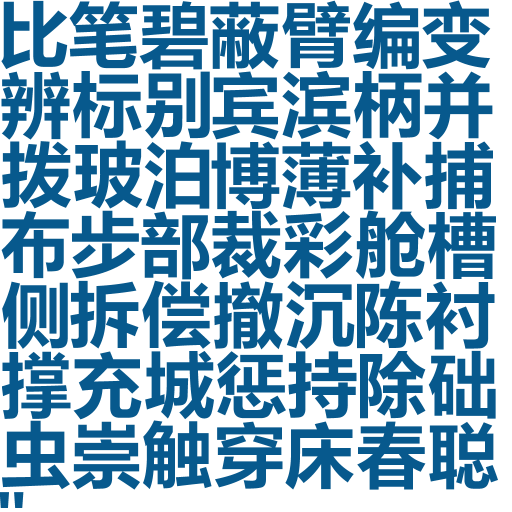 比笔碧蔽臂编变
辨标别宾滨柄并
拨玻泊博薄补捕
布步部裁彩舱槽
侧拆偿撤沉陈衬
撑充城惩持除础
虫崇触穿床春聪
"